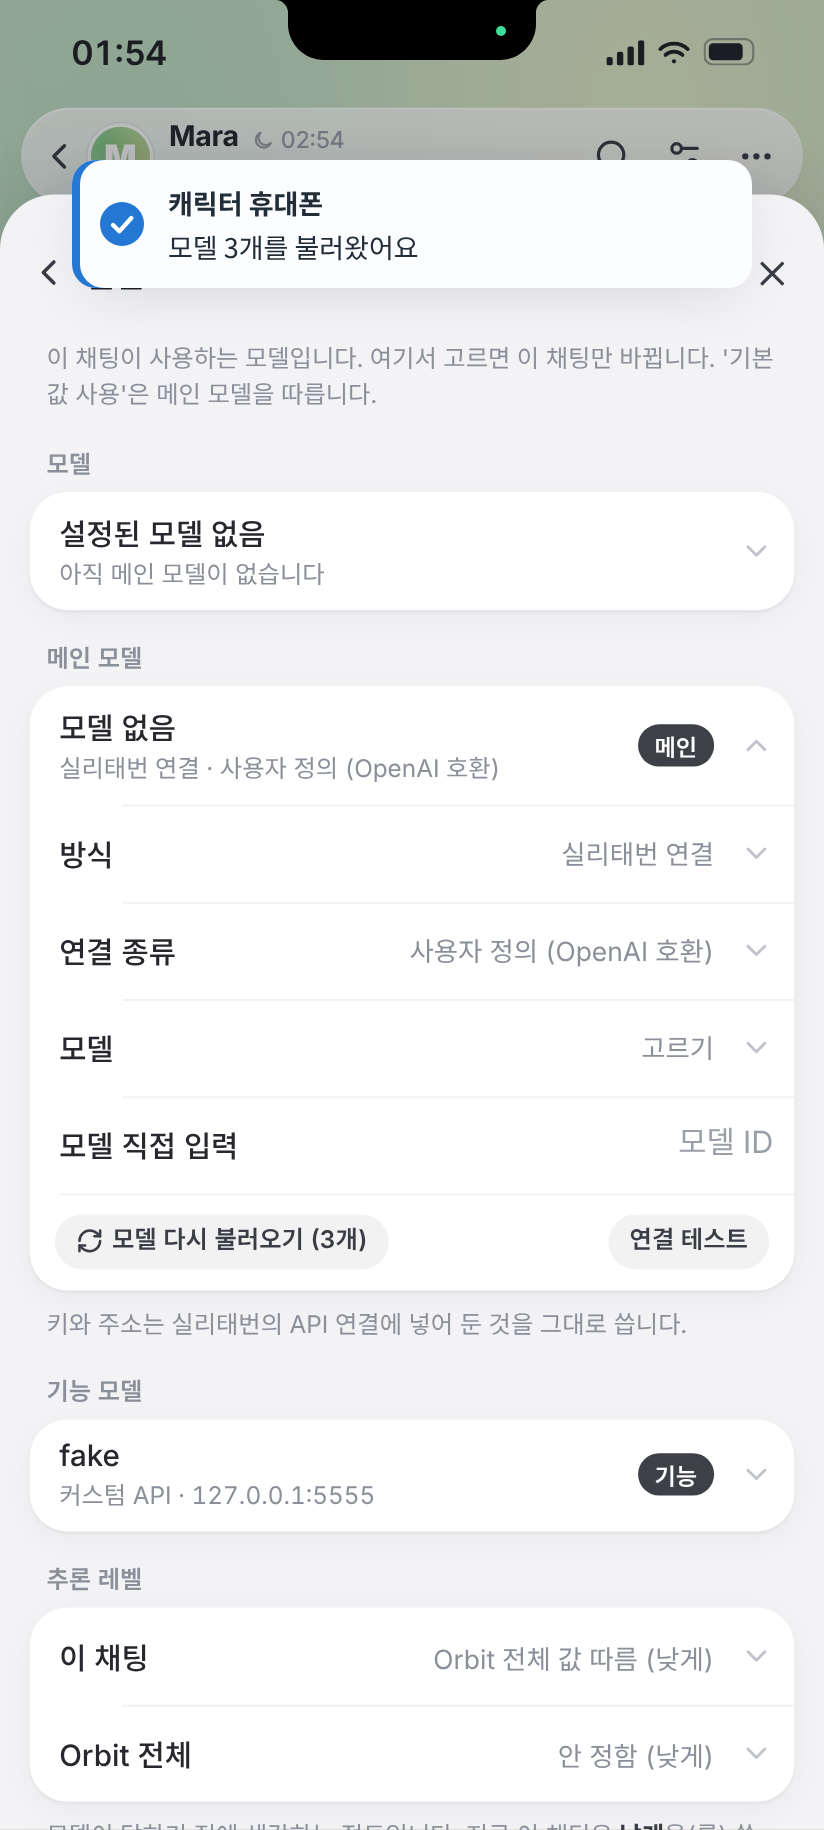 01:54
Mara 02:54
M
캐릭터 휴대폰
모델 3개를 불러왔어요
이 채팅이 사용하는 모델입니다. 여기서 고르면 이 채팅만 바뀝니다. '기본
값 사용'은 메인 모델을 따릅니다.
모델
설정된 모델 없음
아직 메인 모델이 없습니다
메인 모델
모델 없음
실리태번 연결 · 사용자 정의 (OpenAI 호환)
메인
방식 실리태번 연결
연결 종류 사용자 정의 (OpenAI 호환)
모델 고르기
모델 직접 입력 모델 ID
모델 다시 불러오기 (3개) 연결 테스트
키와 주소는 실리태번의 API 연결에 넣어 둔 것을 그대로 씁니다.
기능 모델
fake
커스텀 API · 127.0.0.1:5555
기능
추론 레벨
이 채팅 Orbit 전체 값 따름 (낮게)
Orbit 전체 안 정함 (낮게)